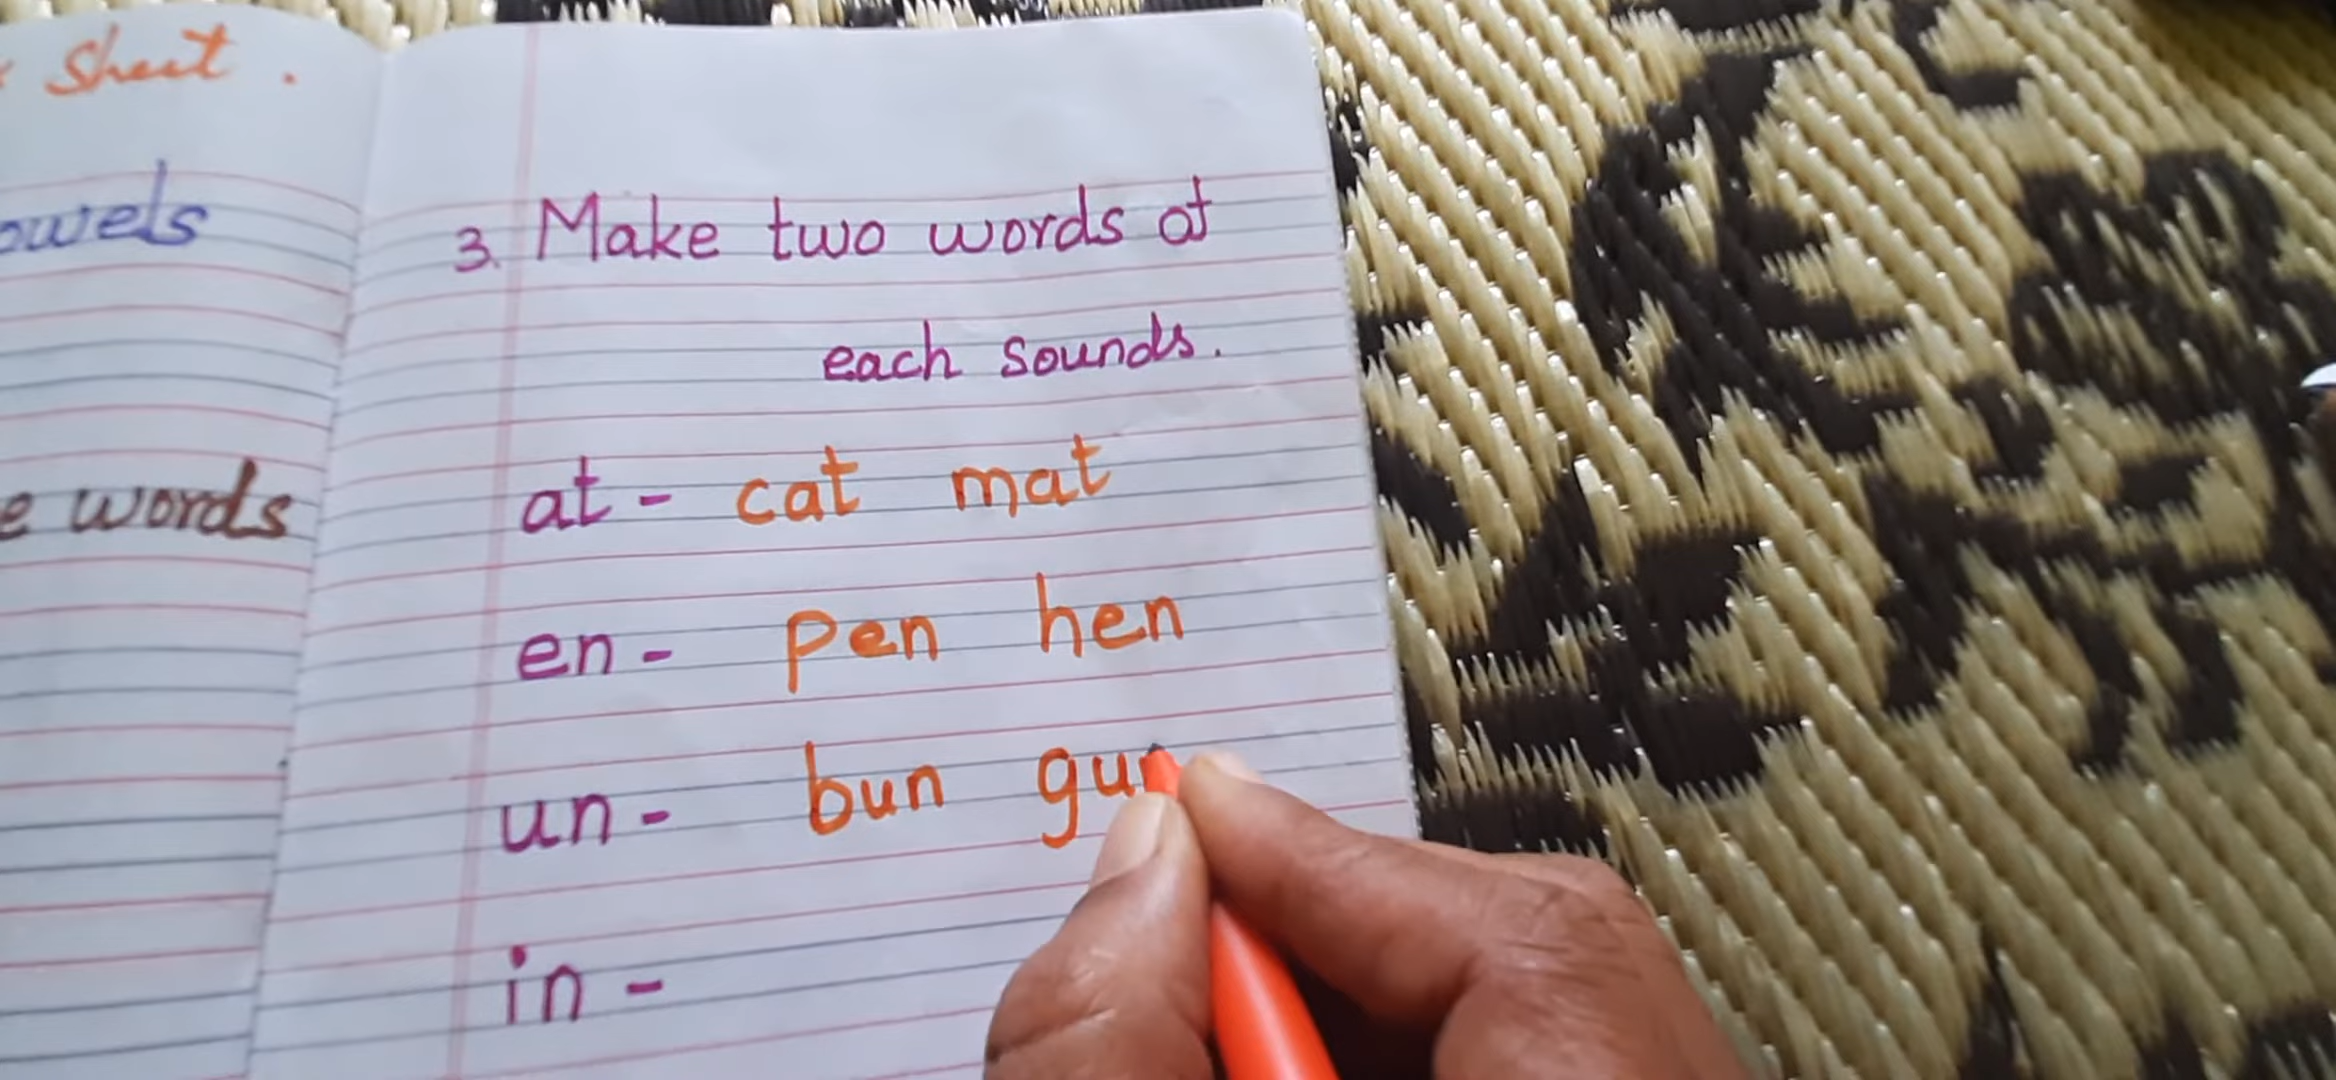 Sheet .
owels
e words
3. Make two words at
each sounds.
at - cat mat
en - pen hen
un - bun gun
in -